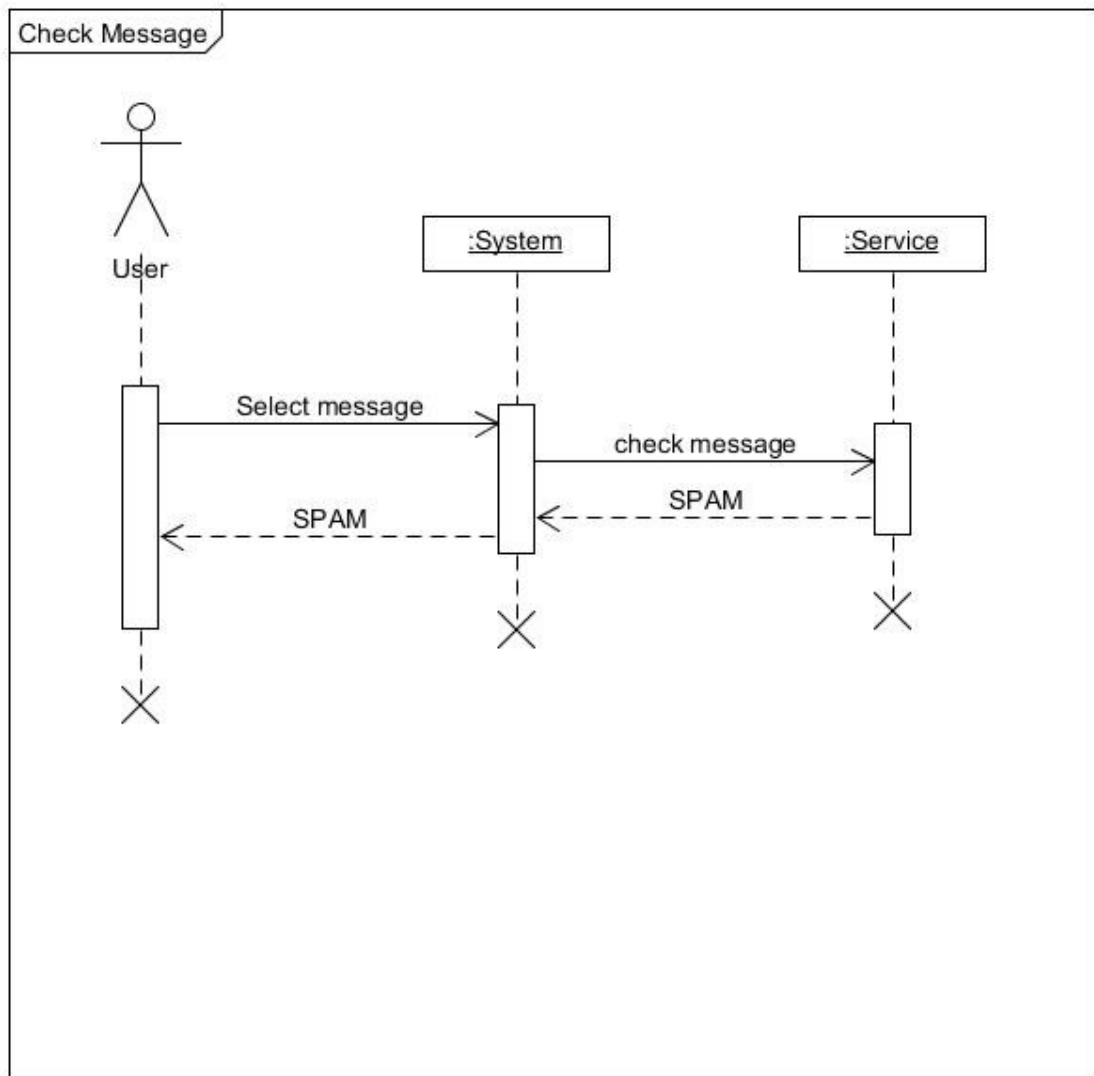 Check Message
User
:System
:Service
Select message
check message
SPAM
SPAM